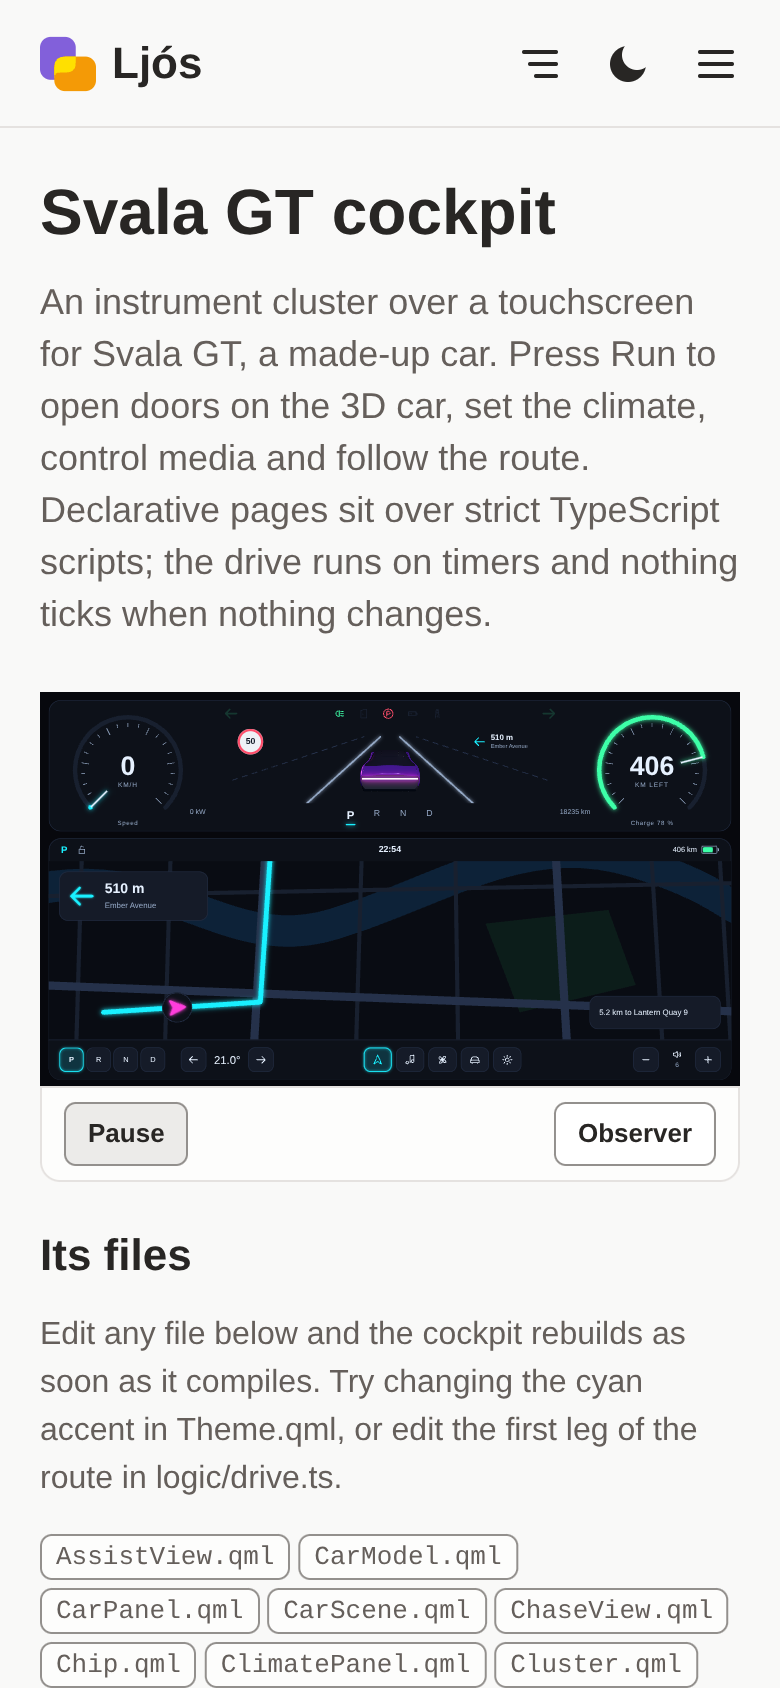 Ljós
Svala GT cockpit
An instrument cluster over a touchscreen
for Svala GT, a made-up car. Press Run to
open doors on the 3D car, set the climate,
control media and follow the route.
Declarative pages sit over strict TypeScript
scripts; the drive runs on timers and nothing
ticks when nothing changes.
0
KM/H
Speed
50
0 kW
P R N D
510 m
Ember Avenue
18235 km
406
KM LEFT
Charge 78 %
P
22:54
406 km
510 m
Ember Avenue
5.2 km to Lantern Quay 9
P R N D
21.0°
6
Pause
Observer
Its files
Edit any file below and the cockpit rebuilds as
soon as it compiles. Try changing the cyan
accent in Theme.qml, or edit the first leg of the
route in logic/drive.ts.
AssistView.qml CarModel.qml
CarPanel.qml CarScene.qml ChaseView.qml
Chip.qml ClimatePanel.qml Cluster.qml